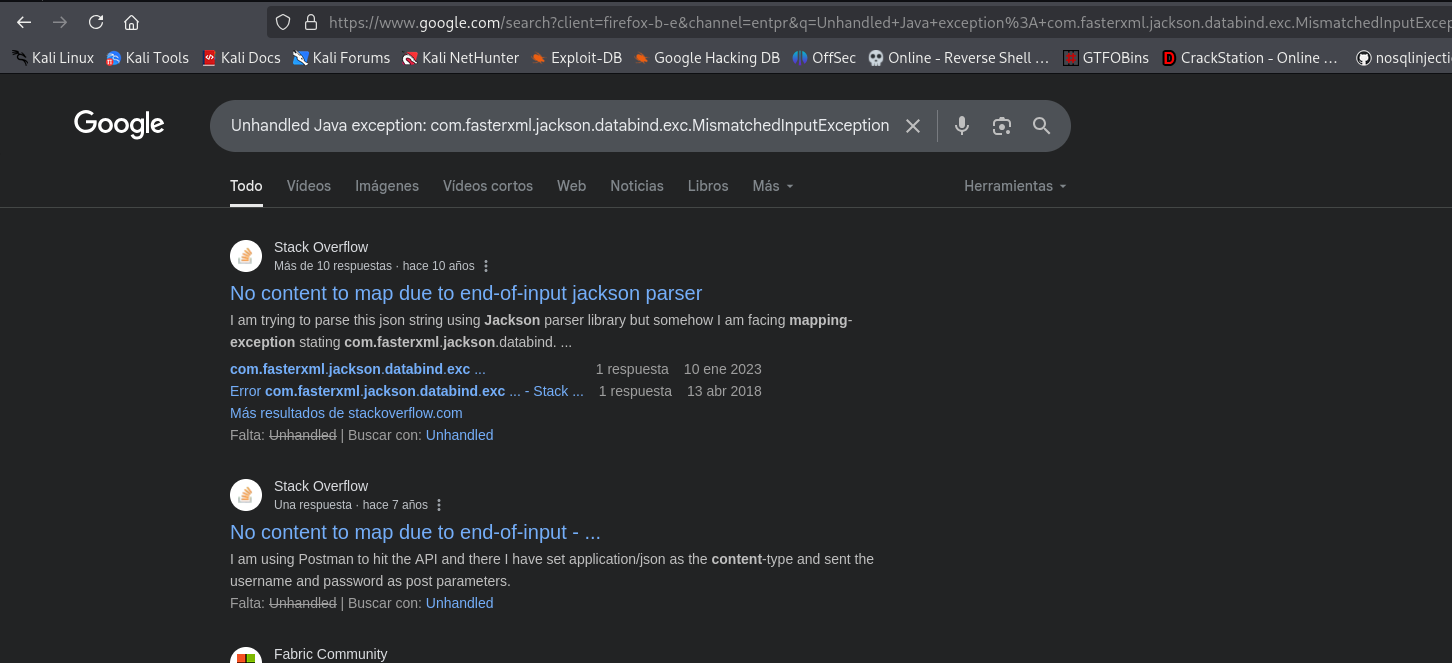 https://www.google.com/search?client=firefox-b-e&channel=entpr&q=Unhandled+Java+exception%3A+com.fasterxml.jackson.databind.exc.MismatchedInputExcep
Kali Linux Kali Tools Kali Docs Kali Forums Kali NetHunter Exploit-DB Google Hacking DB OffSec Online - Reverse Shell … GTFOBins CrackStation - Online … nosqlinjecti
Google
Unhandled Java exception: com.fasterxml.jackson.databind.exc.MismatchedInputException
Todo Vídeos Imágenes Vídeos cortos Web Noticias Libros Más Herramientas
Stack Overflow
Más de 10 respuestas · hace 10 años
No content to map due to end-of-input jackson parser
I am trying to parse this json string using Jackson parser library but somehow I am facing mapping-
exception stating com.fasterxml.jackson.databind. ...
com.fasterxml.jackson.databind.exc ... 1 respuesta 10 ene 2023
Error com.fasterxml.jackson.databind.exc ... - Stack ... 1 respuesta 13 abr 2018
Más resultados de stackoverflow.com
Falta: Unhandled | Buscar con: Unhandled
Stack Overflow
Una respuesta · hace 7 años
No content to map due to end-of-input - ...
I am using Postman to hit the API and there I have set application/json as the content-type and sent the
username and password as post parameters.
Falta: Unhandled | Buscar con: Unhandled
Fabric Community